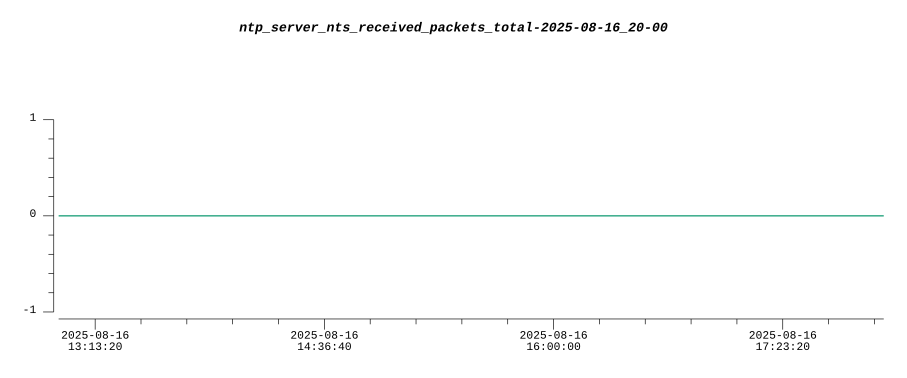 ntp_server_nts_received_packets_total-2025-08-16_20-00
1
0
-1
2025-08-16 2025-08-16 2025-08-16 2025-08-16
13:13:20 14:36:40 16:00:00 17:23:20